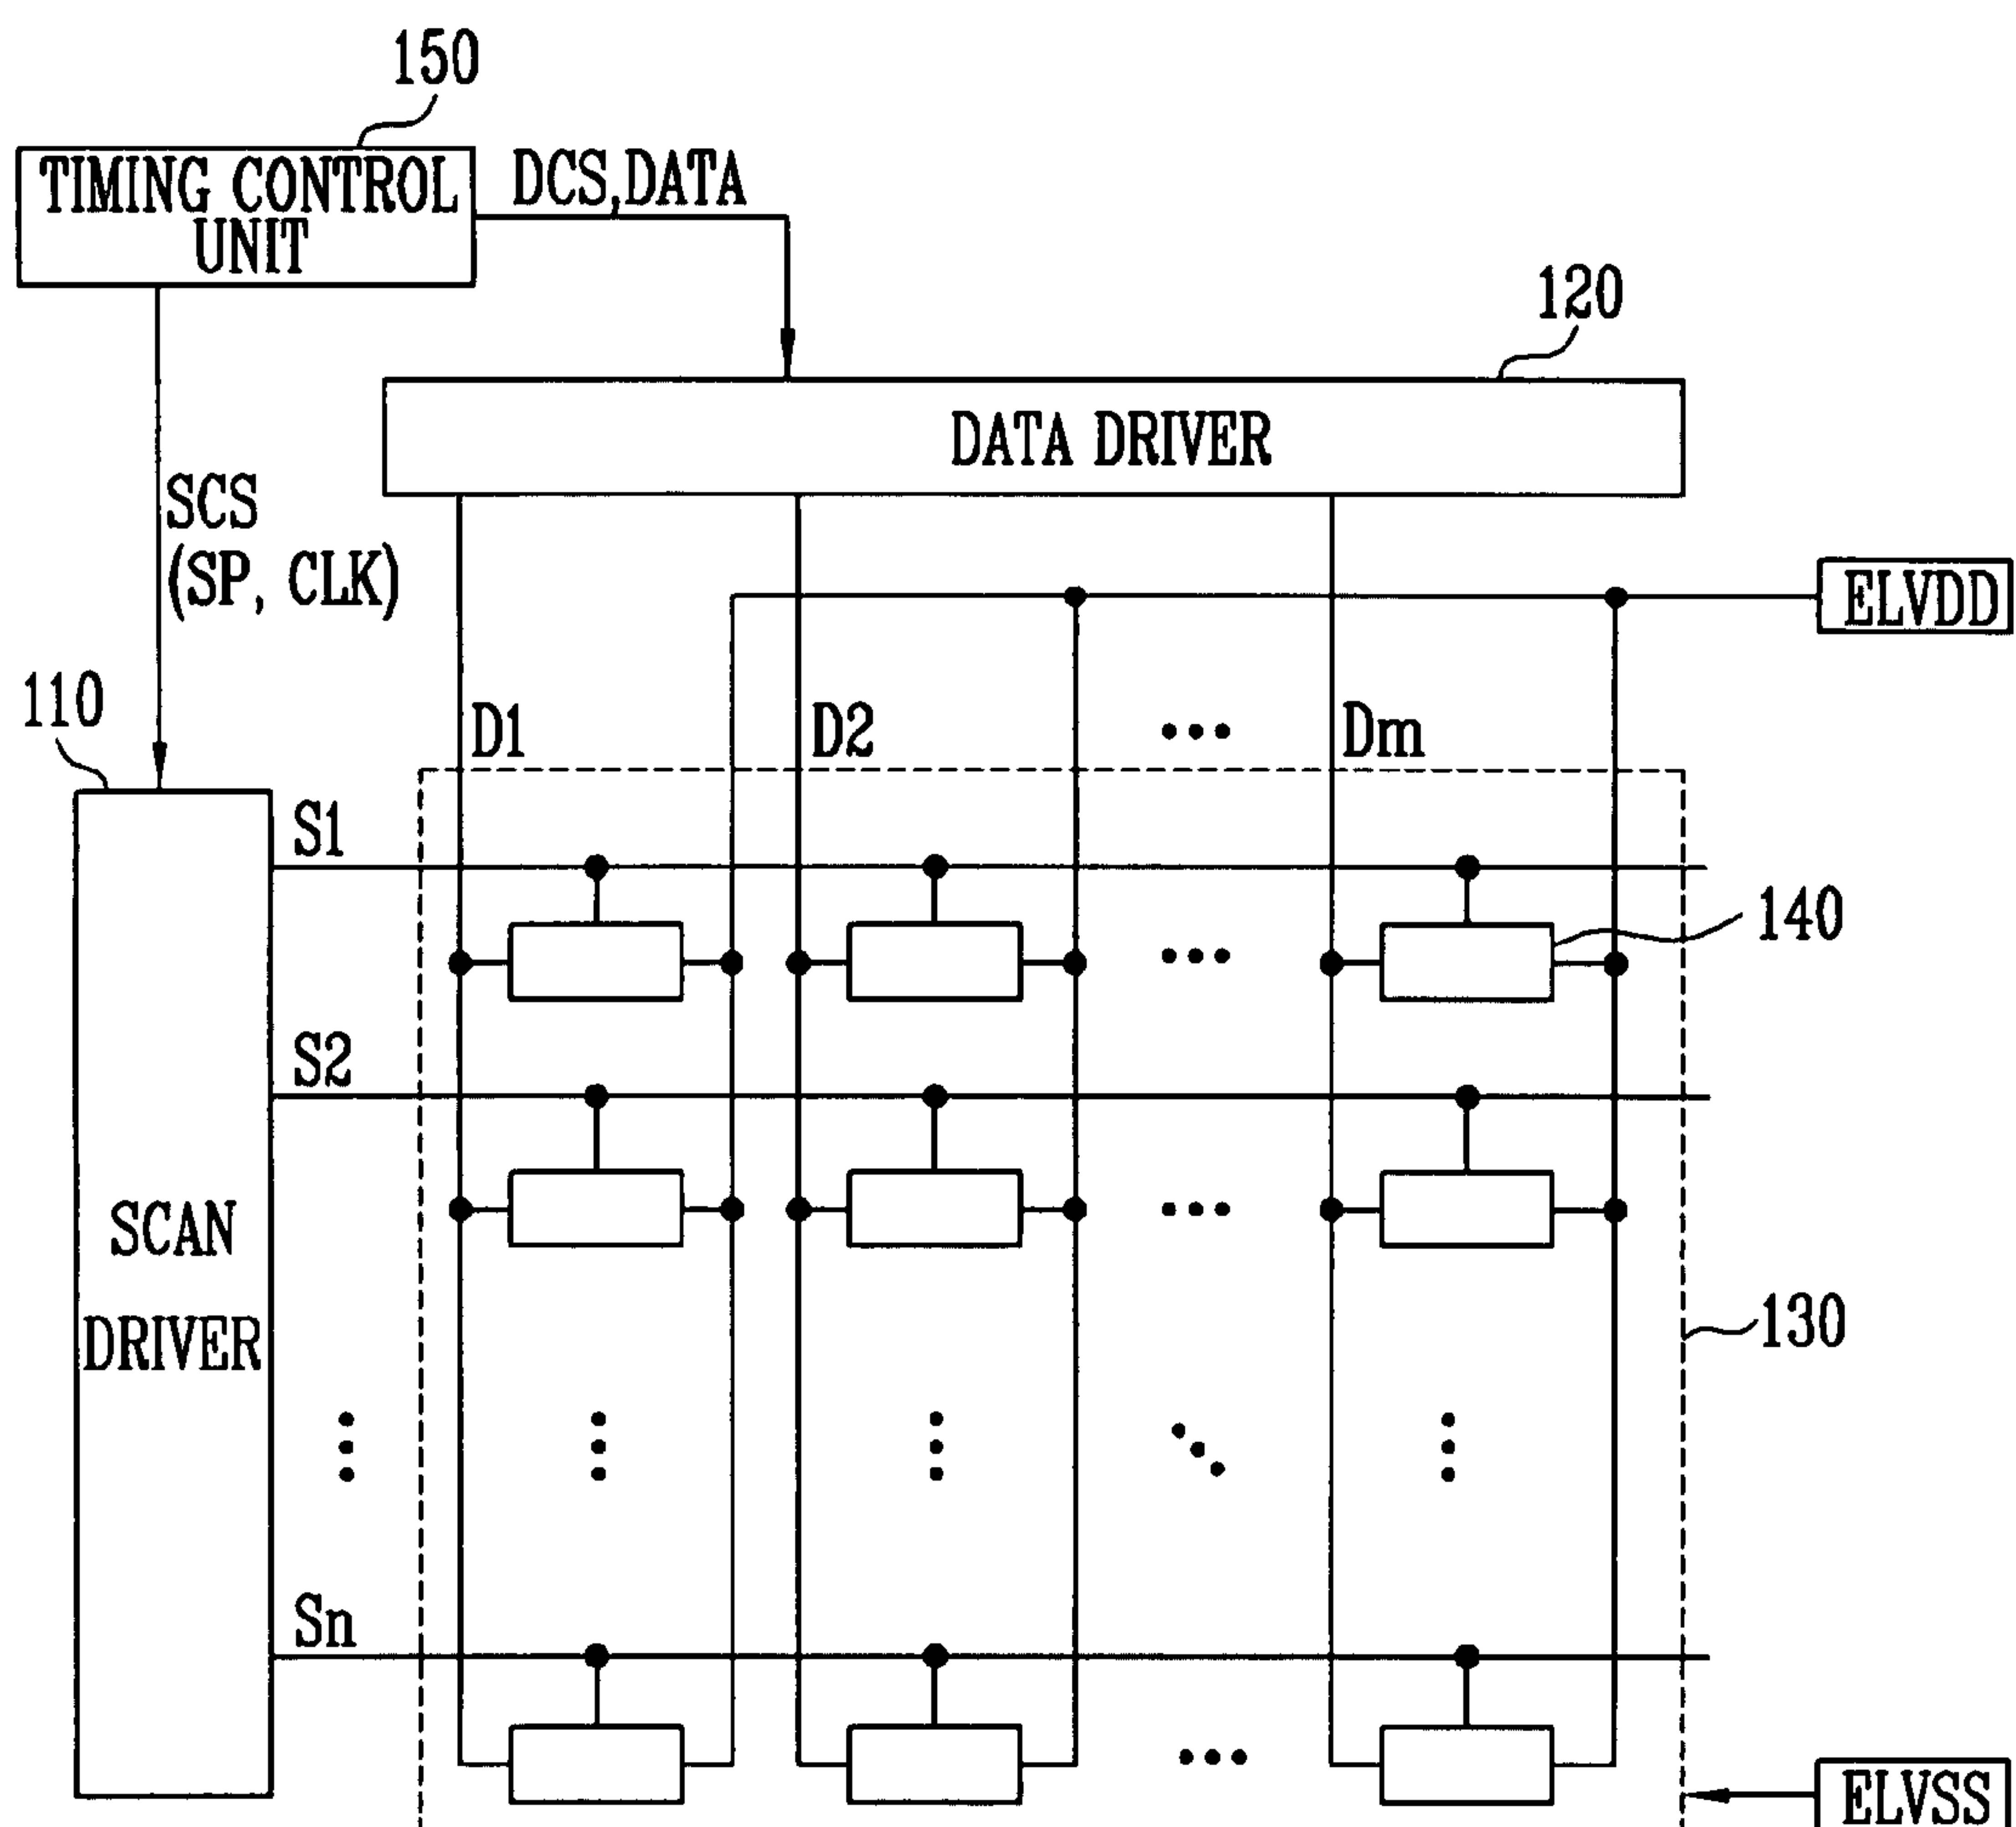 150
TIMING CONTROL
UNIT
DCS,DATA
120
DATA DRIVER
SCS
(SP, CLK)
ELVDD
110
D1
D2
Dm
S1
140
S2
SCAN
DRIVER
130
Sn
ELVSS